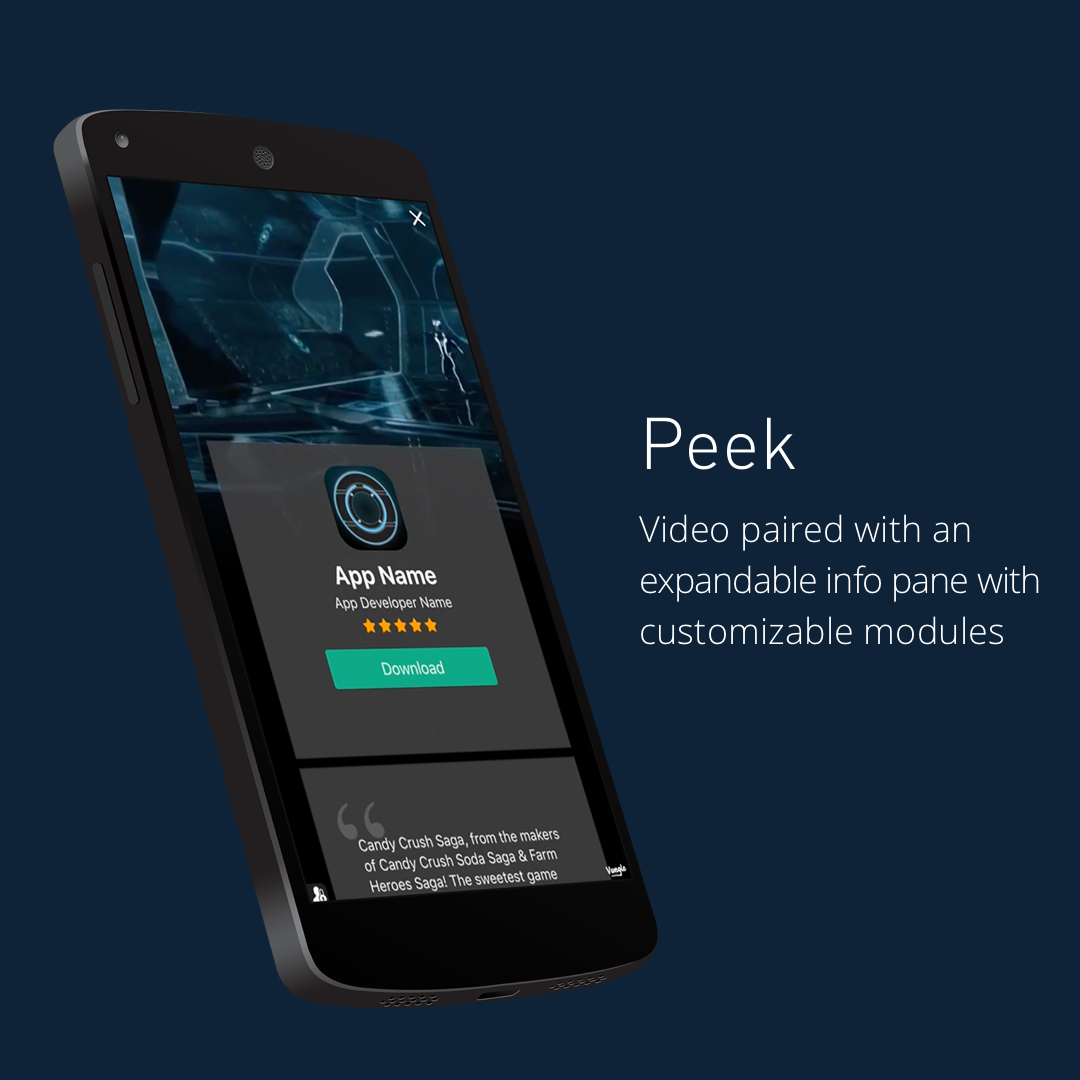 Peek
Video paired with an
expandable info pane with
customizable modules
App Name
App Developer Name
Download
Candy Crush Saga, from the makers
of Candy Crush Soda Saga & Farm
Heroes Saga! The sweetest game
Vungle